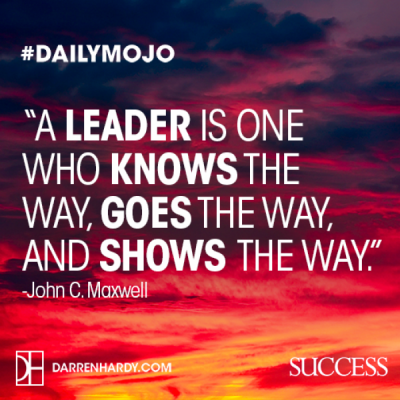 #DAILYMOJO
“A LEADER IS ONE
WHO KNOWS THE
WAY, GOES THE WAY,
AND SHOWS THE WAY.”
-John C. Maxwell
DH DARRENHARDY.COM
SUCCESS